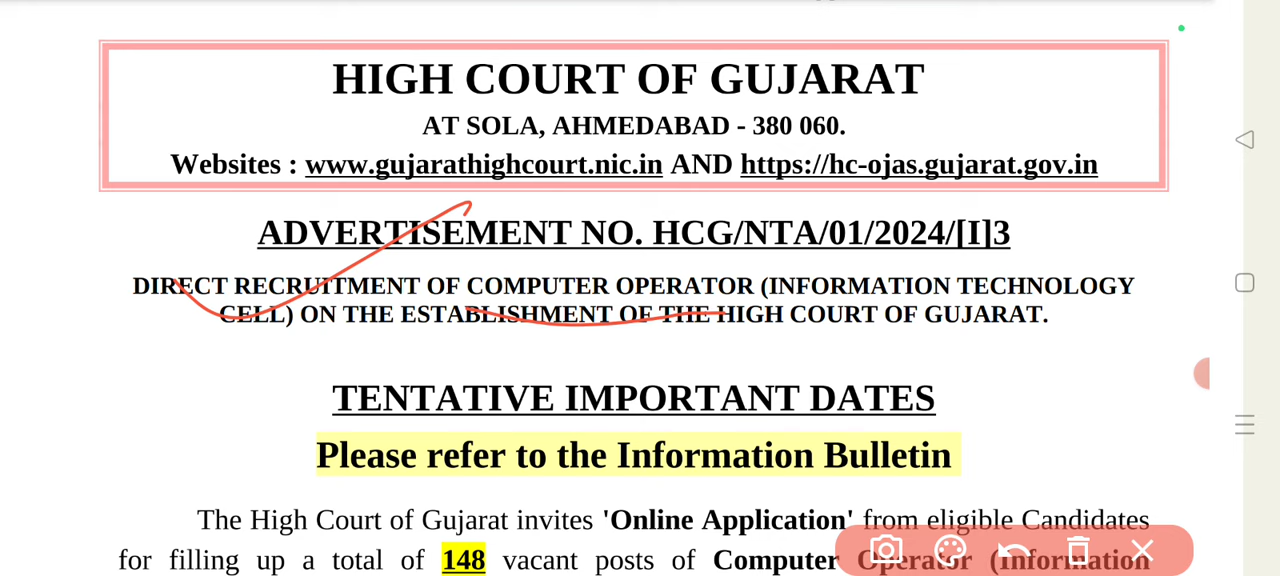 HIGH COURT OF GUJARAT
AT SOLA, AHMEDABAD - 380 060.
Websites : www.gujarathighcourt.nic.in AND https://hc-ojas.gujarat.gov.in
ADVERTISEMENT NO. HCG/NTA/01/2024/[I]3
DIRECT RECRUITMENT OF COMPUTER OPERATOR (INFORMATION TECHNOLOGY
CELL) ON THE ESTABLISHMENT OF THE HIGH COURT OF GUJARAT.
TENTATIVE IMPORTANT DATES
Please refer to the Information Bulletin
The High Court of Gujarat invites 'Online Application' from eligible Candidates
for filling up a total of 148 vacant posts of Computer Operator (Information